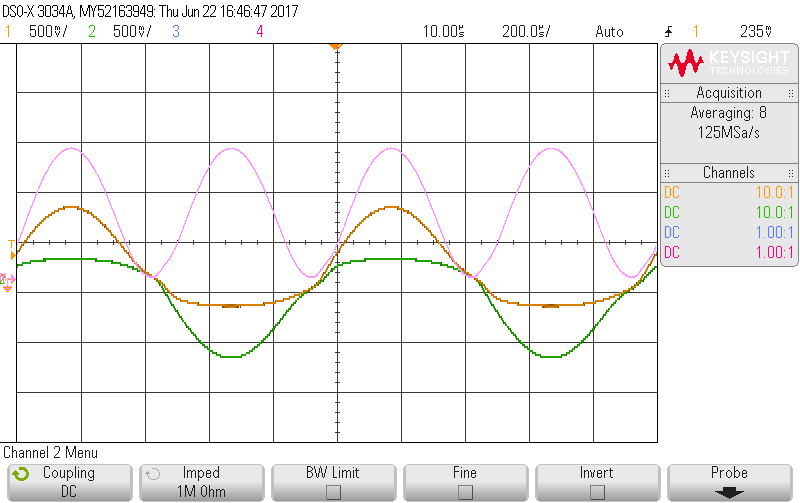 DSO-X 3034A, MY52163949: Thu Jun 22 16:46:47 2017
1 500mV/ 2 500mV/ 3 4 10.00s 200.0s/ Auto 1 235mV
KEYSIGHT
TECHNOLOGIES
Acquisition
Averaging: 8
125MSa/s
Channels
DC 10.0:1
DC 10.0:1
DC 1.00:1
DC 1.00:1
T
Channel 2 Menu
Coupling Imped BW Limit Fine Invert Probe
DC 1M Ohm